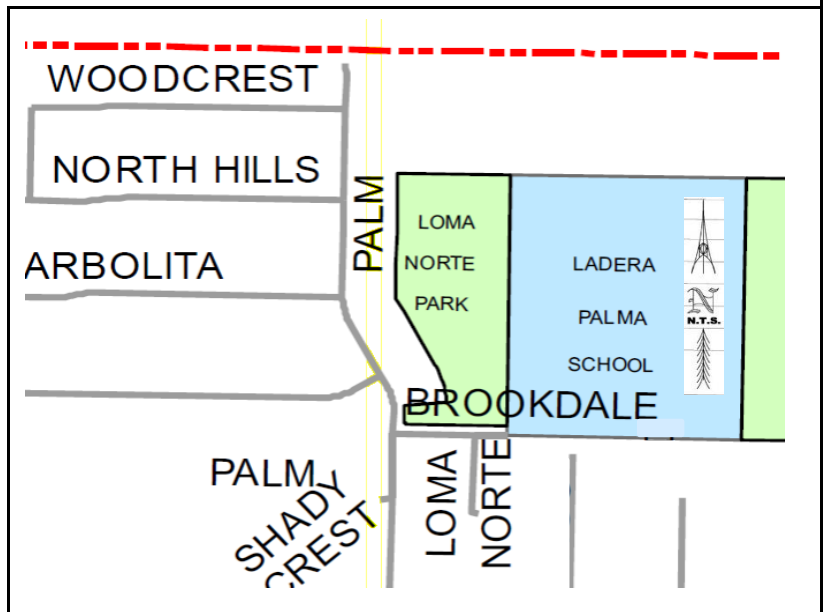 WOODCREST
NORTH HILLS
PALM
ARBOLITA
LOMA
NORTE
PARK
LADERA
PALMA
SCHOOL
N
N.T.S.
BROOKDALE
PALM
SHADY
CREST
LOMA
NORTE